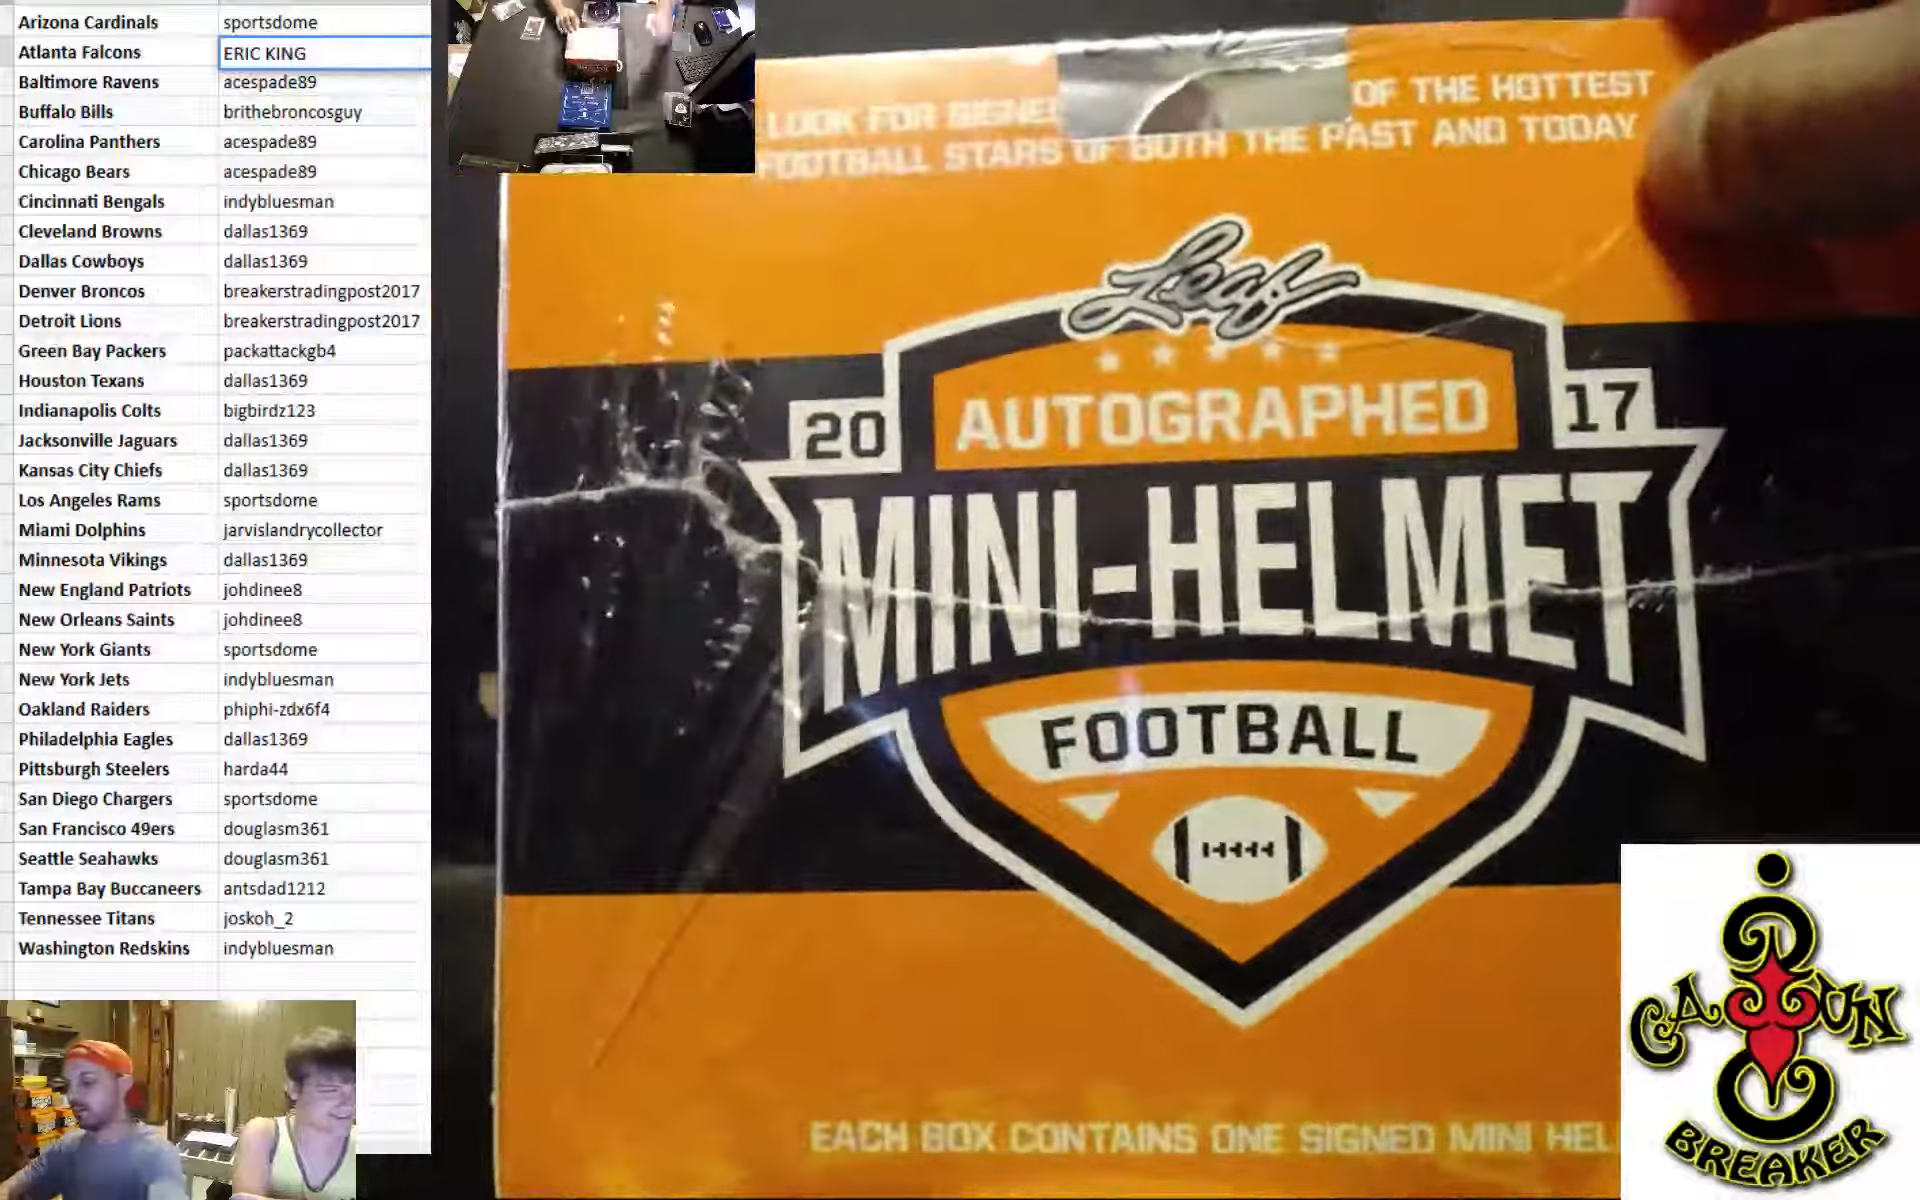 Arizona Cardinals sportsdome
Atlanta Falcons ERIC KING
Baltimore Ravens acespade89
Buffalo Bills brithebroncosguy
Carolina Panthers acespade89
Chicago Bears acespade89
Cincinnati Bengals indybluesman
Cleveland Browns dallas1369
Dallas Cowboys dallas1369
Denver Broncos breakerstradingpost2017
Detroit Lions breakerstradingpost2017
Green Bay Packers packattackgb4
Houston Texans dallas1369
Indianapolis Colts bigbirdz123
Jacksonville Jaguars dallas1369
Kansas City Chiefs dallas1369
Los Angeles Rams sportsdome
Miami Dolphins jarvislandrycollector
Minnesota Vikings dallas1369
New England Patriots johdinee8
New Orleans Saints johdinee8
New York Giants sportsdome
New York Jets indybluesman
Oakland Raiders phiphi-zdx6f4
Philadelphia Eagles dallas1369
Pittsburgh Steelers harda44
San Diego Chargers sportsdome
San Francisco 49ers douglasm361
Seattle Seahawks douglasm361
Tampa Bay Buccaneers antsdad1212
Tennessee Titans joskoh_2
Washington Redskins indybluesman
LOOK FOR SIGNED OF THE HOTTEST
FOOTBALL STARS OF BOTH THE PAST AND TODAY
Leaf
20 AUTOGRAPHED 17
MINI-HELMET
FOOTBALL
EACH BOX CONTAINS ONE SIGNED MINI HEL
CAJUN
BREAKER